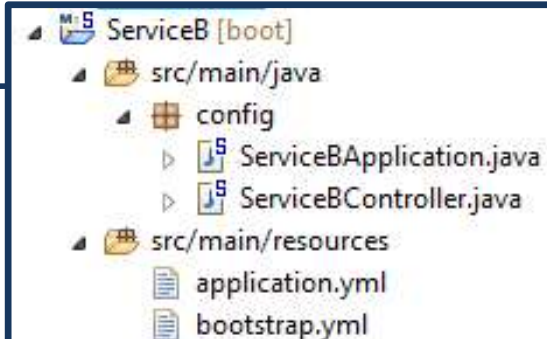 ServiceB [boot]
src/main/java
config
ServiceBApplication.java
ServiceBController.java
src/main/resources
application.yml
bootstrap.yml